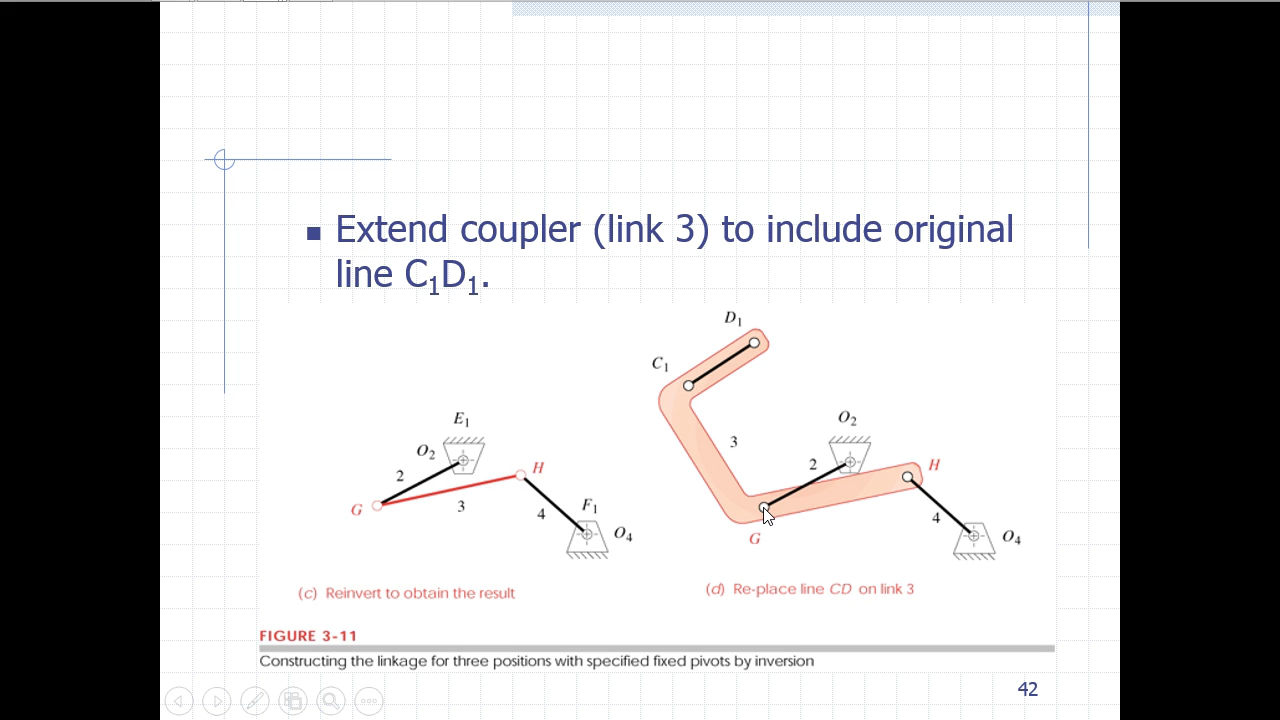 Extend coupler (link 3) to include original
line C₁D₁.
D₁
C₁
E₁
O₂
O₂
3
2
2
H
H
G
3
4
F₁
O₄
4
O₄
G
(c) Reinvert to obtain the result
(d) Re-place line CD on link 3
FIGURE 3-11
Constructing the linkage for three positions with specified fixed pivots by inversion
42